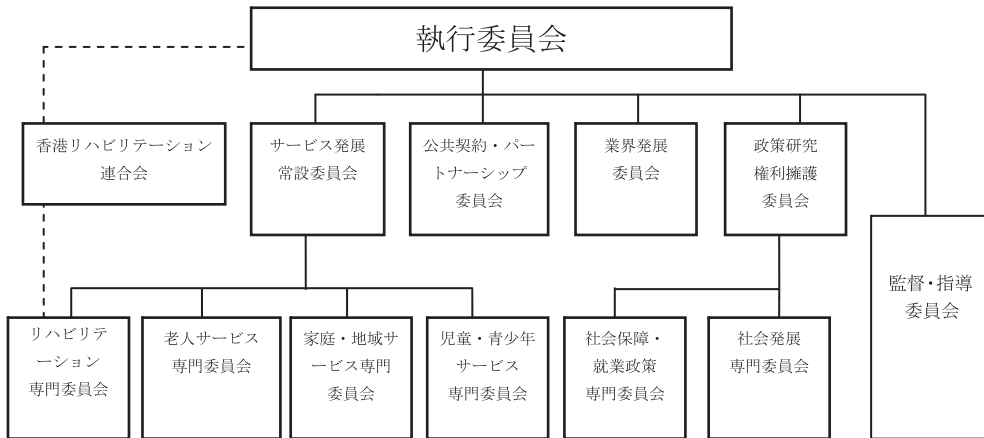 執行委員会
香港リハビリテーション
連合会
サービス発展
常設委員会
公共契約・パー
トナーシップ
委員会
業界発展
委員会
政策研究
権利擁護
委員会
監督・指導
委員会
リハビリテ
ーション
専門委員会
老人サービス
専門委員会
家庭・地域サ
ービス専門
委員会
児童・青少年
サービス
専門委員会
社会保障・
就業政策
専門委員会
社会発展
専門委員会